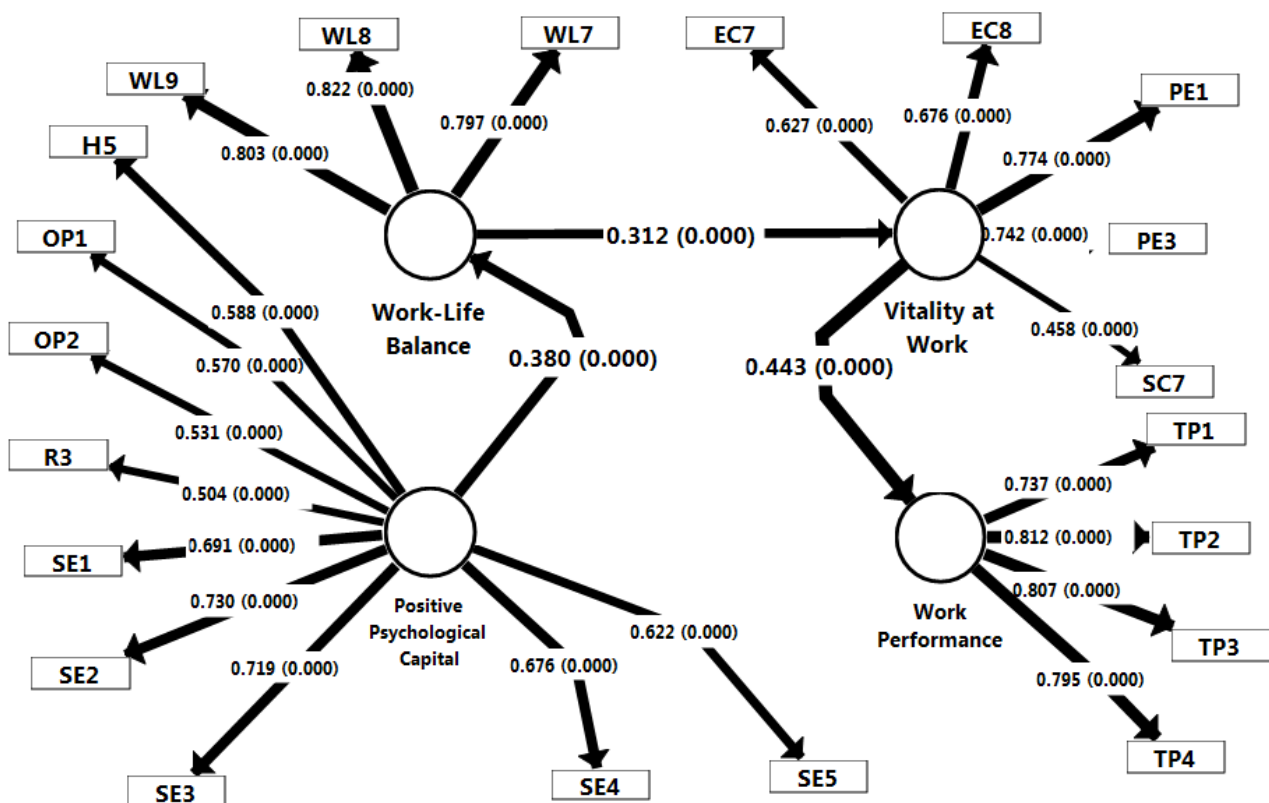 WL8
WL7
EC7
EC8
WL9
PE1
0.822 (0.000)
0.797 (0.000)
0.627 (0.000)
0.676 (0.000)
H5
0.803 (0.000)
0.774 (0.000)
OP1
0.312 (0.000)
0.742 (0.000)
PE3
0.588 (0.000)
Work-Life
Balance
Vitality at
Work
0.458 (0.000)
OP2
0.570 (0.000)
0.380 (0.000)
0.443 (0.000)
SC7
0.531 (0.000)
TP1
R3
0.504 (0.000)
0.737 (0.000)
SE1
0.691 (0.000)
0.812 (0.000)
TP2
0.730 (0.000)
Positive
Psychological
Capital
0.622 (0.000)
Work
Performance
0.807 (0.000)
TP3
SE2
0.719 (0.000)
0.676 (0.000)
0.795 (0.000)
TP4
SE3
SE4
SE5